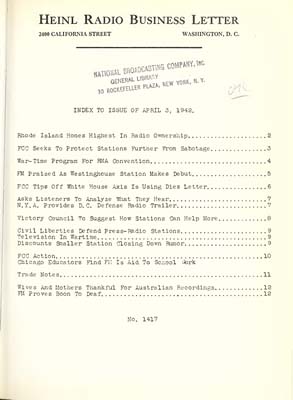 HEINL RADIO BUSINESS LETTER
2400 CALIFORNIA STREET WASHINGTON, D. C.
NATIONAL BROADCASTING COMPANY, INC.
GENERAL LIBRARY
30 ROCKEFELLER PLAZA, NEW YORK, N. Y.
INDEX TO ISSUE OF APRIL 3, 1942.
Rhode Island Homes Highest In Radio Ownership....................2
FCC Seeks To Protect Stations Further From Sabotage..............3
War-Time Program For RMA Convention..............................4
FM Praised As Westinghouse Station Makes Debut...................5
FCC Tips Off White House Axis Is Using Dies Letter...............6
Asks Listeners To Analyze What They Hear.........................7
N.Y.A. Provides D.C. Defense Radio Trailer.......................7
Victory Council To Suggest How Stations Can Help More............8
Civil Liberties Defend Press-Radio Stations......................9
Television In Wartime............................................9
Discounts Smaller Station Closing Down Rumor.....................9
FCC Action......................................................10
Chicago Educators Find FM Is Aid To School Work
Trade Notes.....................................................11
Wives And Mothers Thankful For Australian Recordings............12
FM Proves Boon To Deaf..........................................12
No. 1417